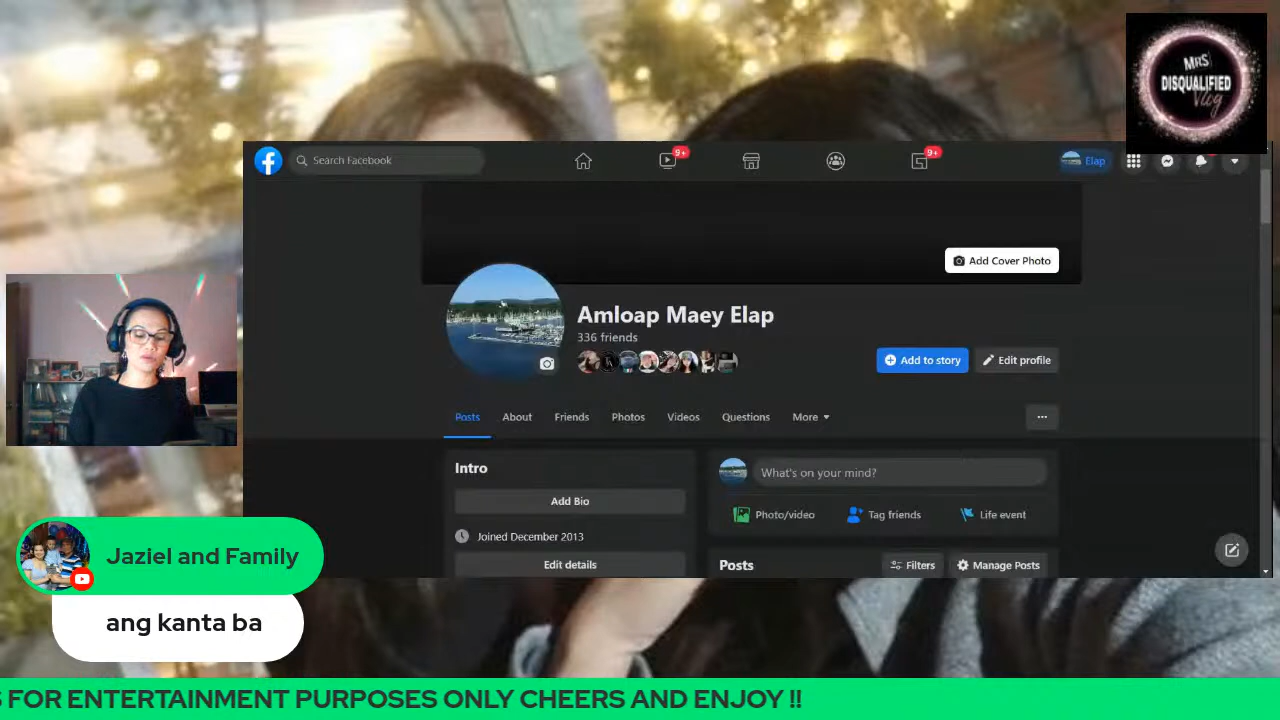 MRS
DISQUALIFIED
Vlog
Search Facebook
9+
9+
Elap
Add Cover Photo
Amloap Maey Elap
336 friends
Add to story
Edit profile
Posts
About
Friends
Photos
Videos
Questions
More
Intro
Add Bio
Joined December 2013
Edit details
What's on your mind?
Photo/video
Tag friends
Life event
Posts
Filters
Manage Posts
Jaziel and Family
ang kanta ba
FOR ENTERTAINMENT PURPOSES ONLY CHEERS AND ENJOY !!